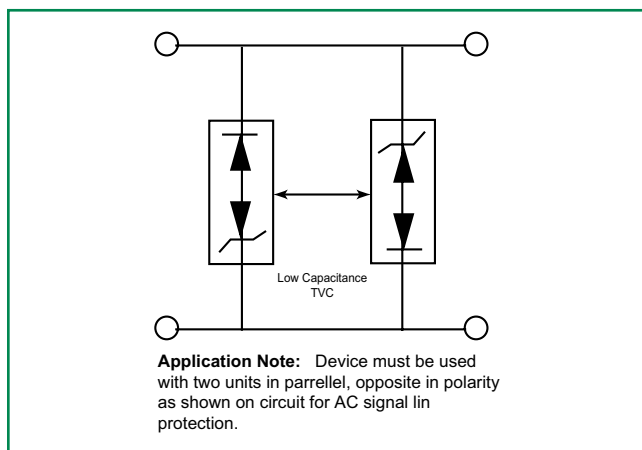 Low Capacitance
TVC
Application Note: Device must be used
with two units in parrellel, opposite in polarity
as shown on circuit for AC signal lin
protection.